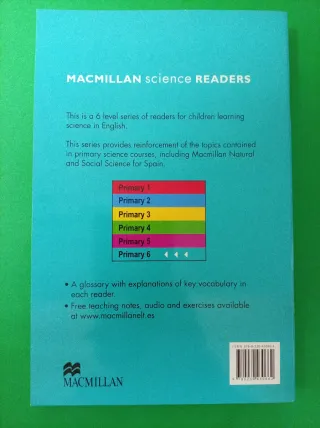 MACMILLAN science READERS
This is a 6 level series of readers for children learning
science in English.
This series provides reinforcement of the topics contained
in primary science courses, including Macmillan Natural
and Social Science for Spain.
Primary 1
Primary 2
Primary 3
Primary 4
Primary 5
Primary 6
• A glossary with explanations of key vocabulary in
each reader.
• Free teaching notes, audio and exercises available
at www.macmillanelt.es
MACMILLAN